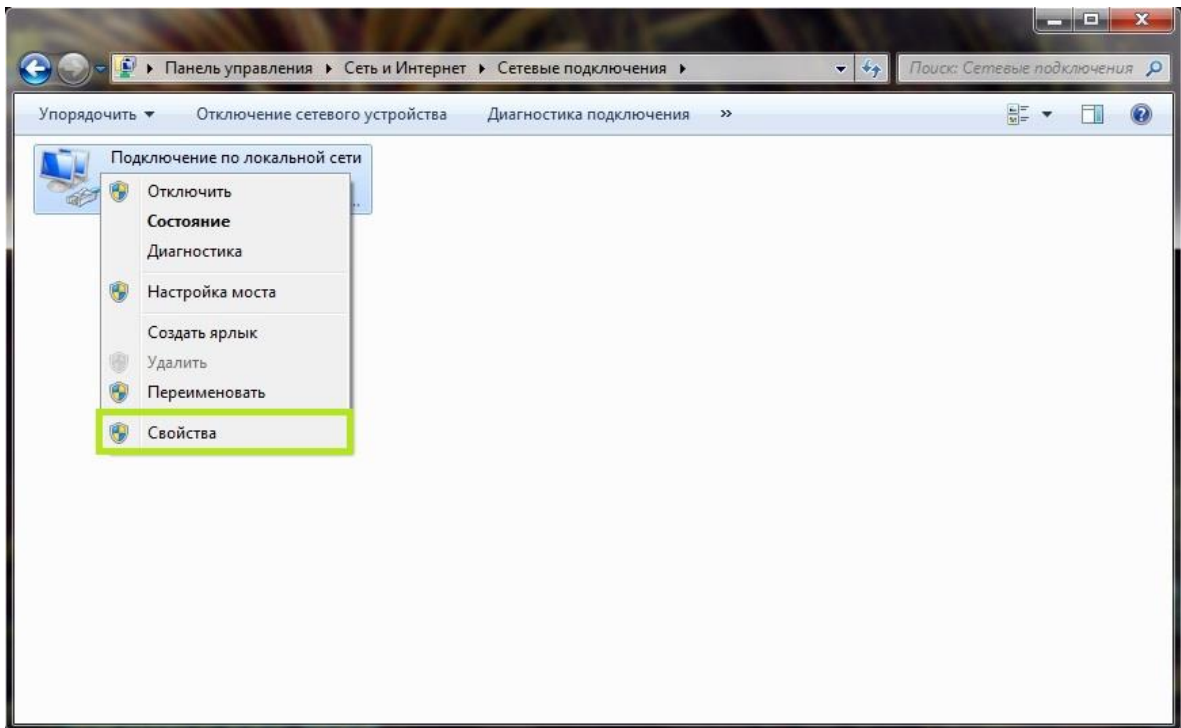 Панель управления Сеть и Интернет Сетевые подключения Поиск: Сетевые подключения
Упорядочить Отключение сетевого устройства Диагностика подключения »
Подключение по локальной сети
Отключить
Состояние
Диагностика
Настройка моста
Создать ярлык
Удалить
Переименовать
Свойства